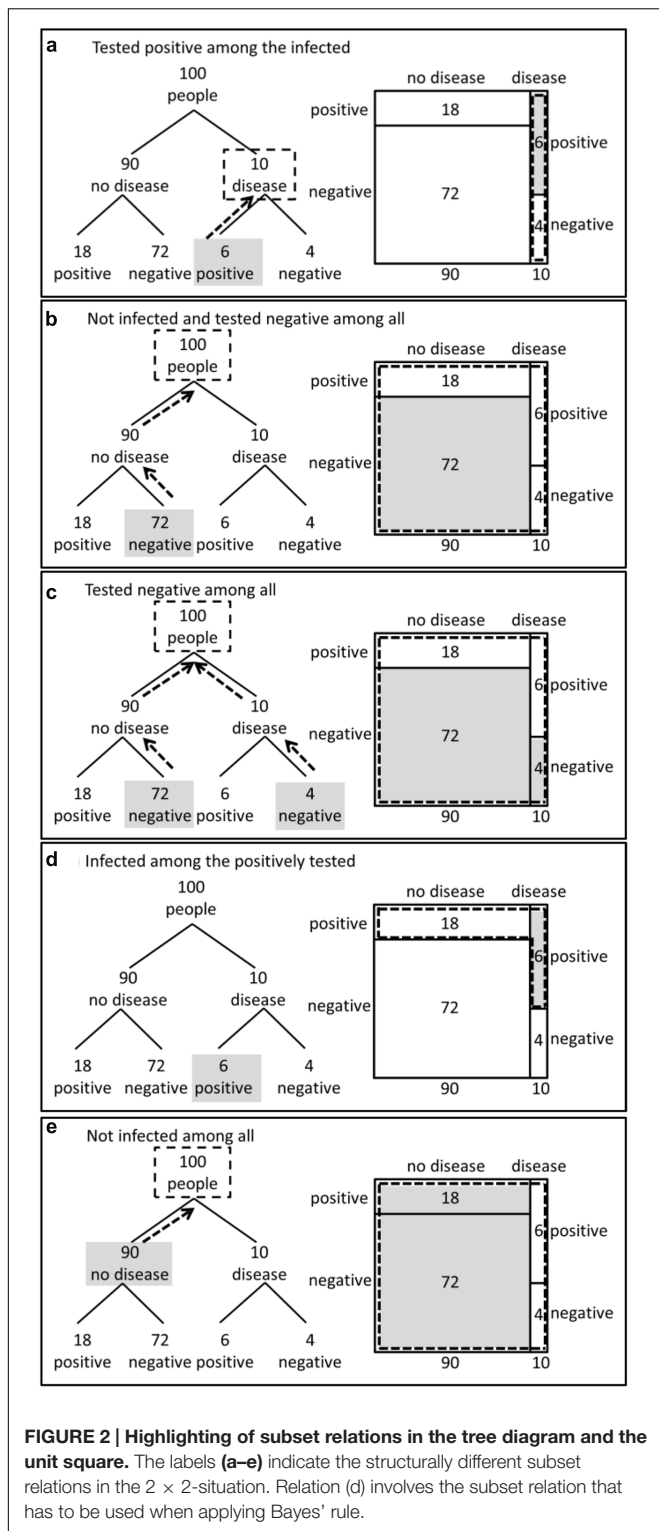 a Tested positive among the infected
100
people
90 10
no disease disease
18 72 6 4
positive negative positive negative
no disease disease
positive 18
6 positive
negative 72
4 negative
90 10
b Not infected and tested negative among all
100
people
90 10
no disease disease
18 72 6 4
positive negative positive negative
no disease disease
positive 18
6 positive
negative 72
4 negative
90 10
c Tested negative among all
100
people
90 10
no disease disease
18 72 6 4
positive negative positive negative
no disease disease
positive 18
6 positive
negative 72
4 negative
90 10
d Infected among the positively tested
100
people
90 10
no disease disease
18 72 6 4
positive negative positive negative
no disease disease
positive 18
6 positive
negative 72
4 negative
90 10
e Not infected among all
100
people
90 10
no disease disease
18 72 6 4
positive negative positive negative
no disease disease
positive 18
6 positive
negative 72
4 negative
90 10
FIGURE 2 | Highlighting of subset relations in the tree diagram and the
unit square. The labels (a–e) indicate the structurally different subset
relations in the 2 × 2-situation. Relation (d) involves the subset relation that
has to be used when applying Bayes' rule.